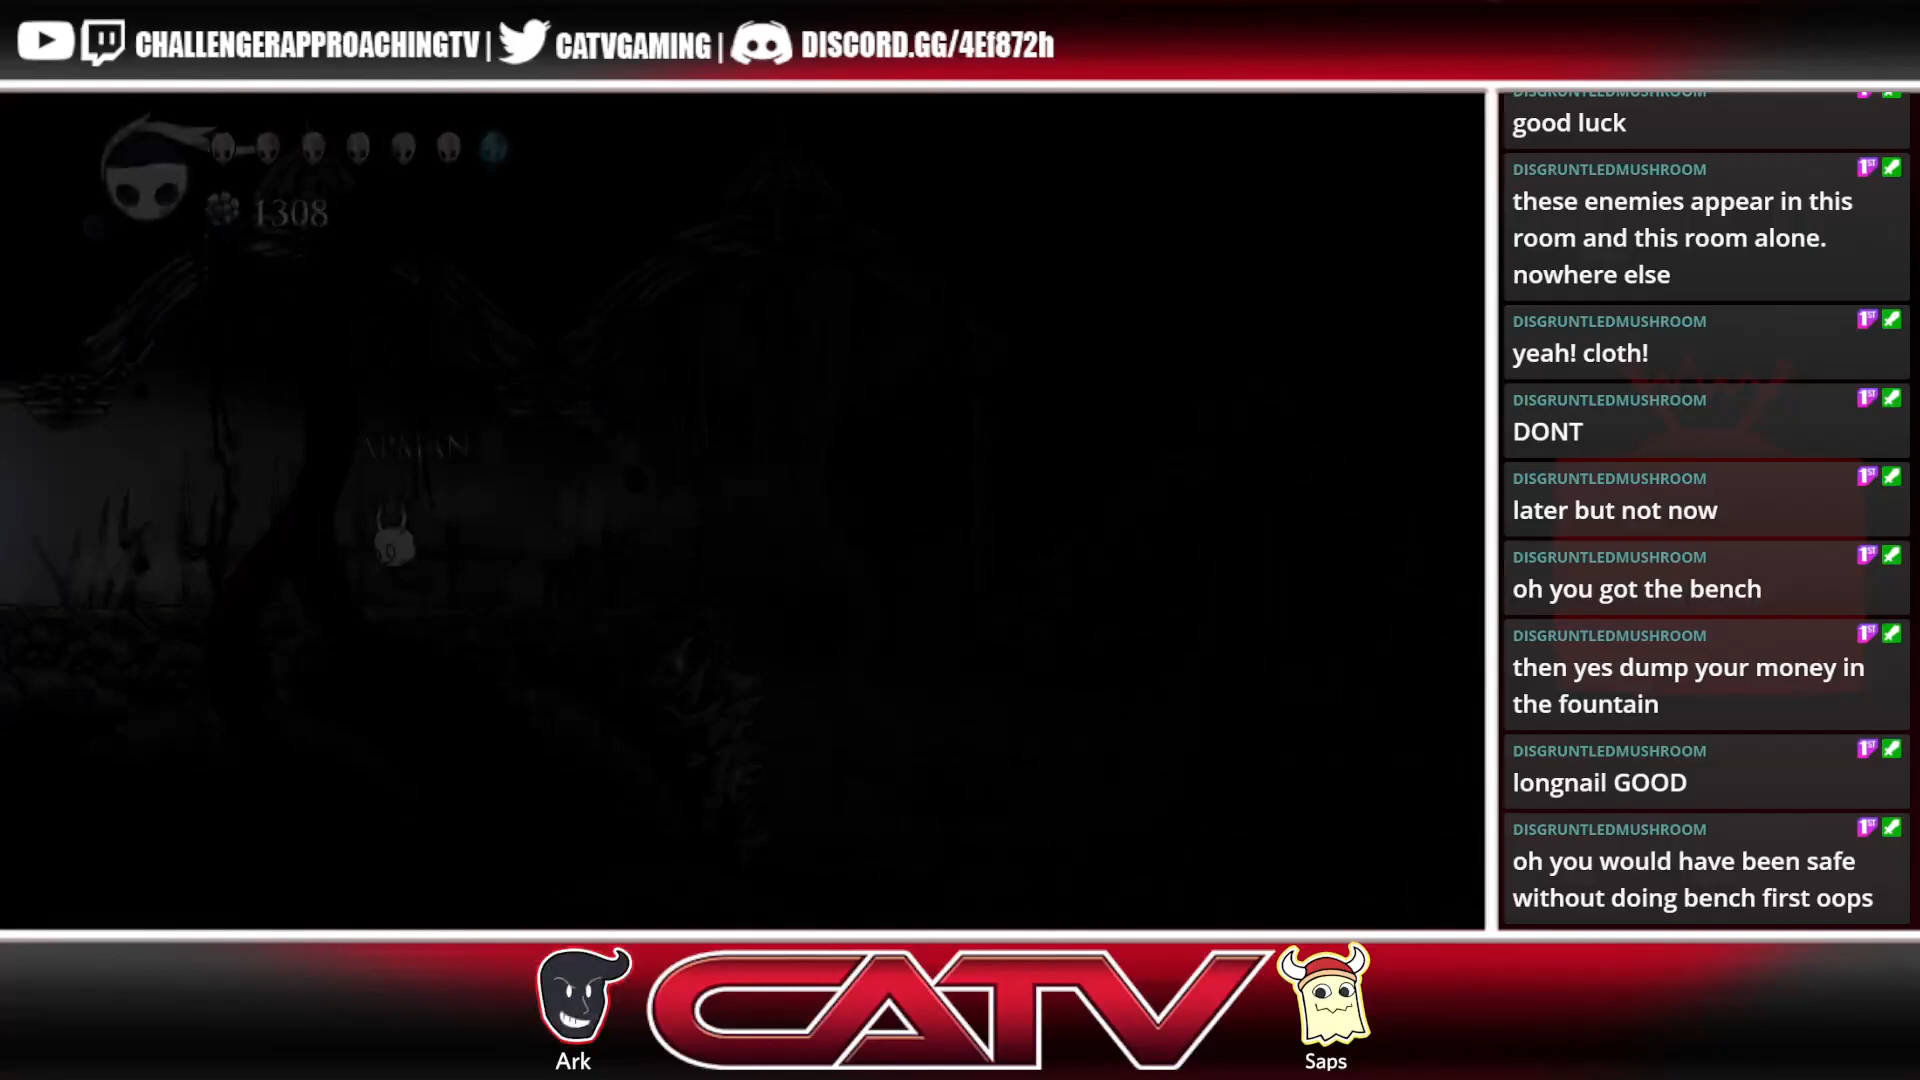 CHALLENGERAPPROACHINGTV | CATVGAMING | DISCORD.GG/4Ef872h
1308
DISGRUNTLEDMUSHROOM
good luck
DISGRUNTLEDMUSHROOM
these enemies appear in this
room and this room alone.
nowhere else
DISGRUNTLEDMUSHROOM
yeah! cloth!
DISGRUNTLEDMUSHROOM
DONT
DISGRUNTLEDMUSHROOM
later but not now
DISGRUNTLEDMUSHROOM
oh you got the bench
DISGRUNTLEDMUSHROOM
then yes dump your money in
the fountain
DISGRUNTLEDMUSHROOM
longnail GOOD
DISGRUNTLEDMUSHROOM
oh you would have been safe
without doing bench first oops
CATV
Ark
Saps